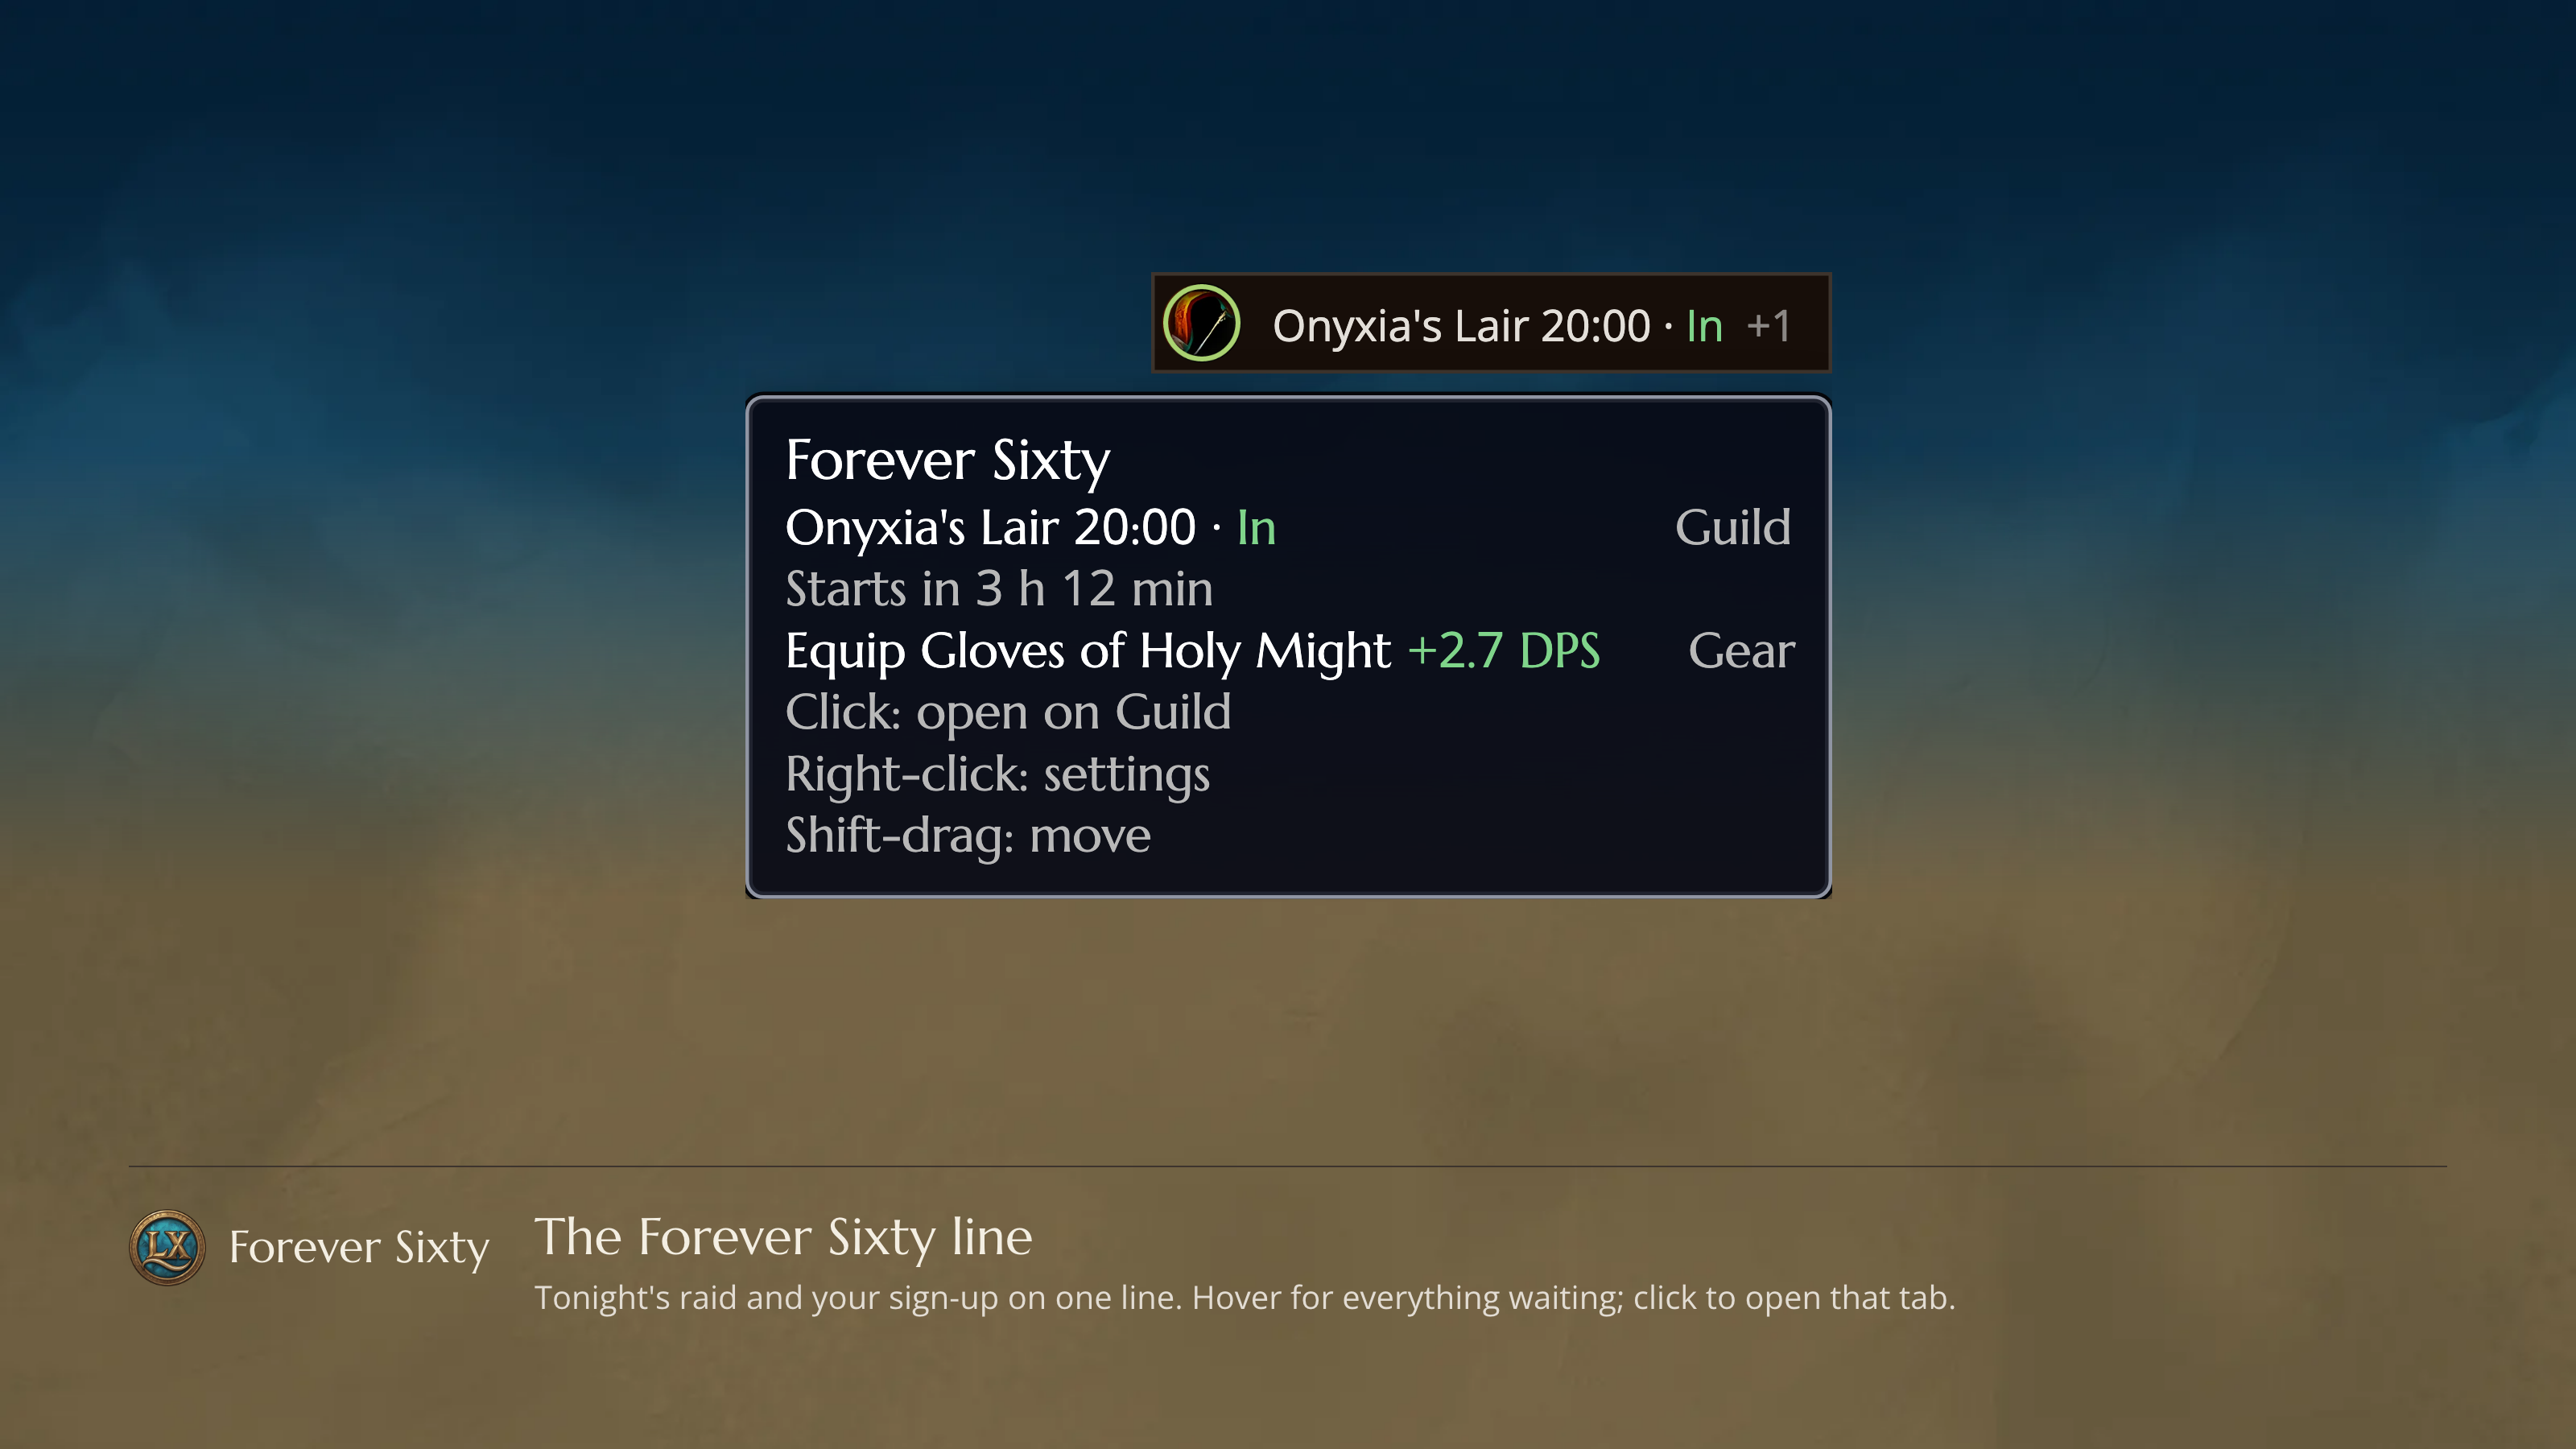 Onyxia's Lair 20:00 · In +1
Forever Sixty
Onyxia's Lair 20:00 · In Guild
Starts in 3 h 12 min
Equip Gloves of Holy Might +2.7 DPS Gear
Click: open on Guild
Right-click: settings
Shift-drag: move
LX Forever Sixty
The Forever Sixty line
Tonight's raid and your sign-up on one line. Hover for everything waiting; click to open that tab.